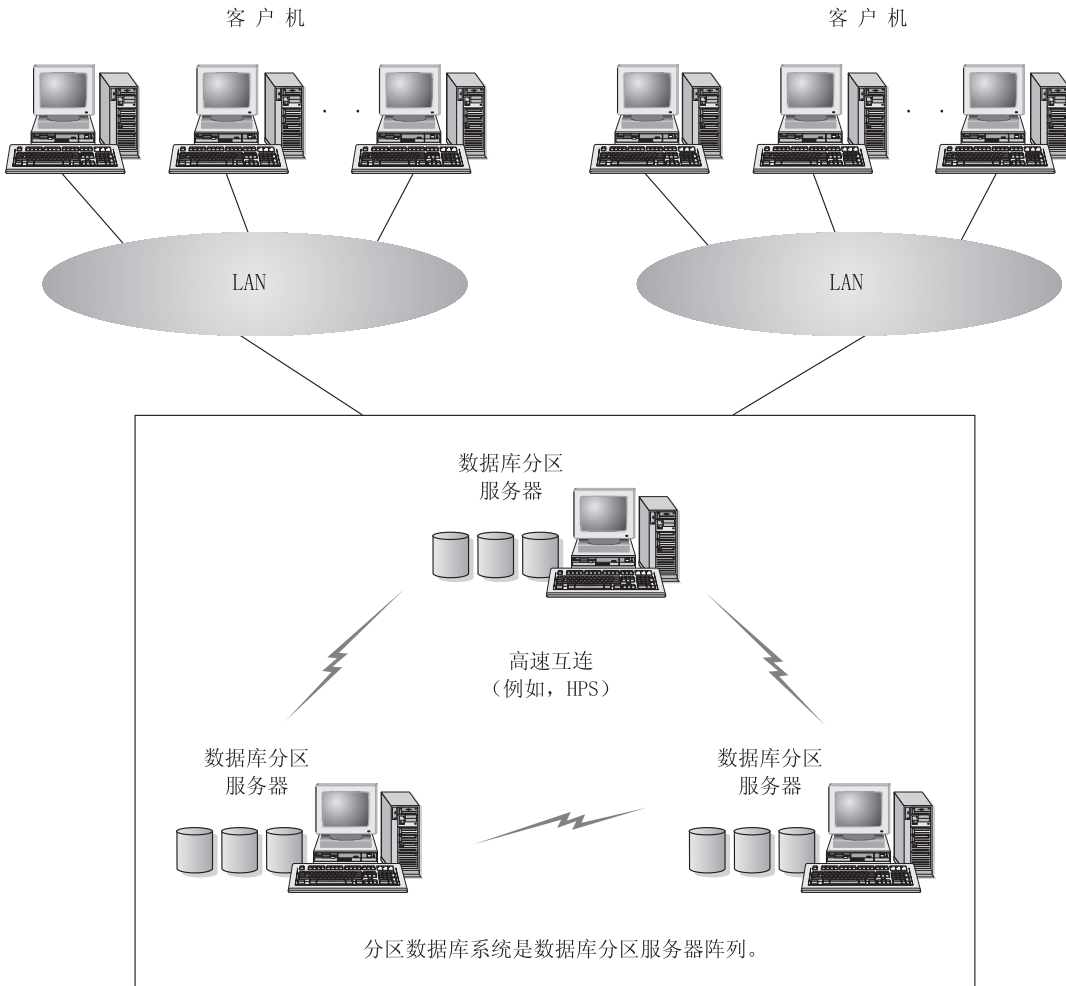 客 户 机
客 户 机
LAN
LAN
数据库分区
服务器
高速互连
（例如，HPS）
数据库分区
服务器
数据库分区
服务器
分区数据库系统是数据库分区服务器阵列。